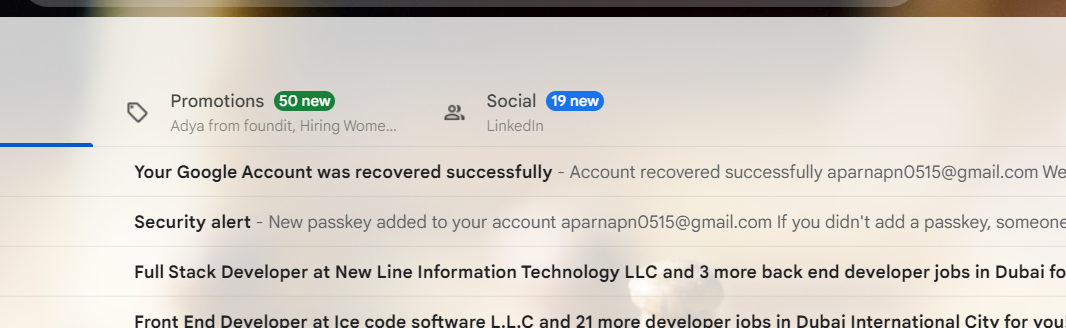 Promotions 50 new
Adya from foundit, Hiring Wome...
Social 19 new
LinkedIn
Your Google Account was recovered successfully - Account recovered successfully aparnapn0515@gmail.com We
Security alert - New passkey added to your account aparnapn0515@gmail.com If you didn't add a passkey, someone
Full Stack Developer at New Line Information Technology LLC and 3 more back end developer jobs in Dubai fo
Front End Developer at Ice code software L.L.C and 21 more developer jobs in Dubai International City for you